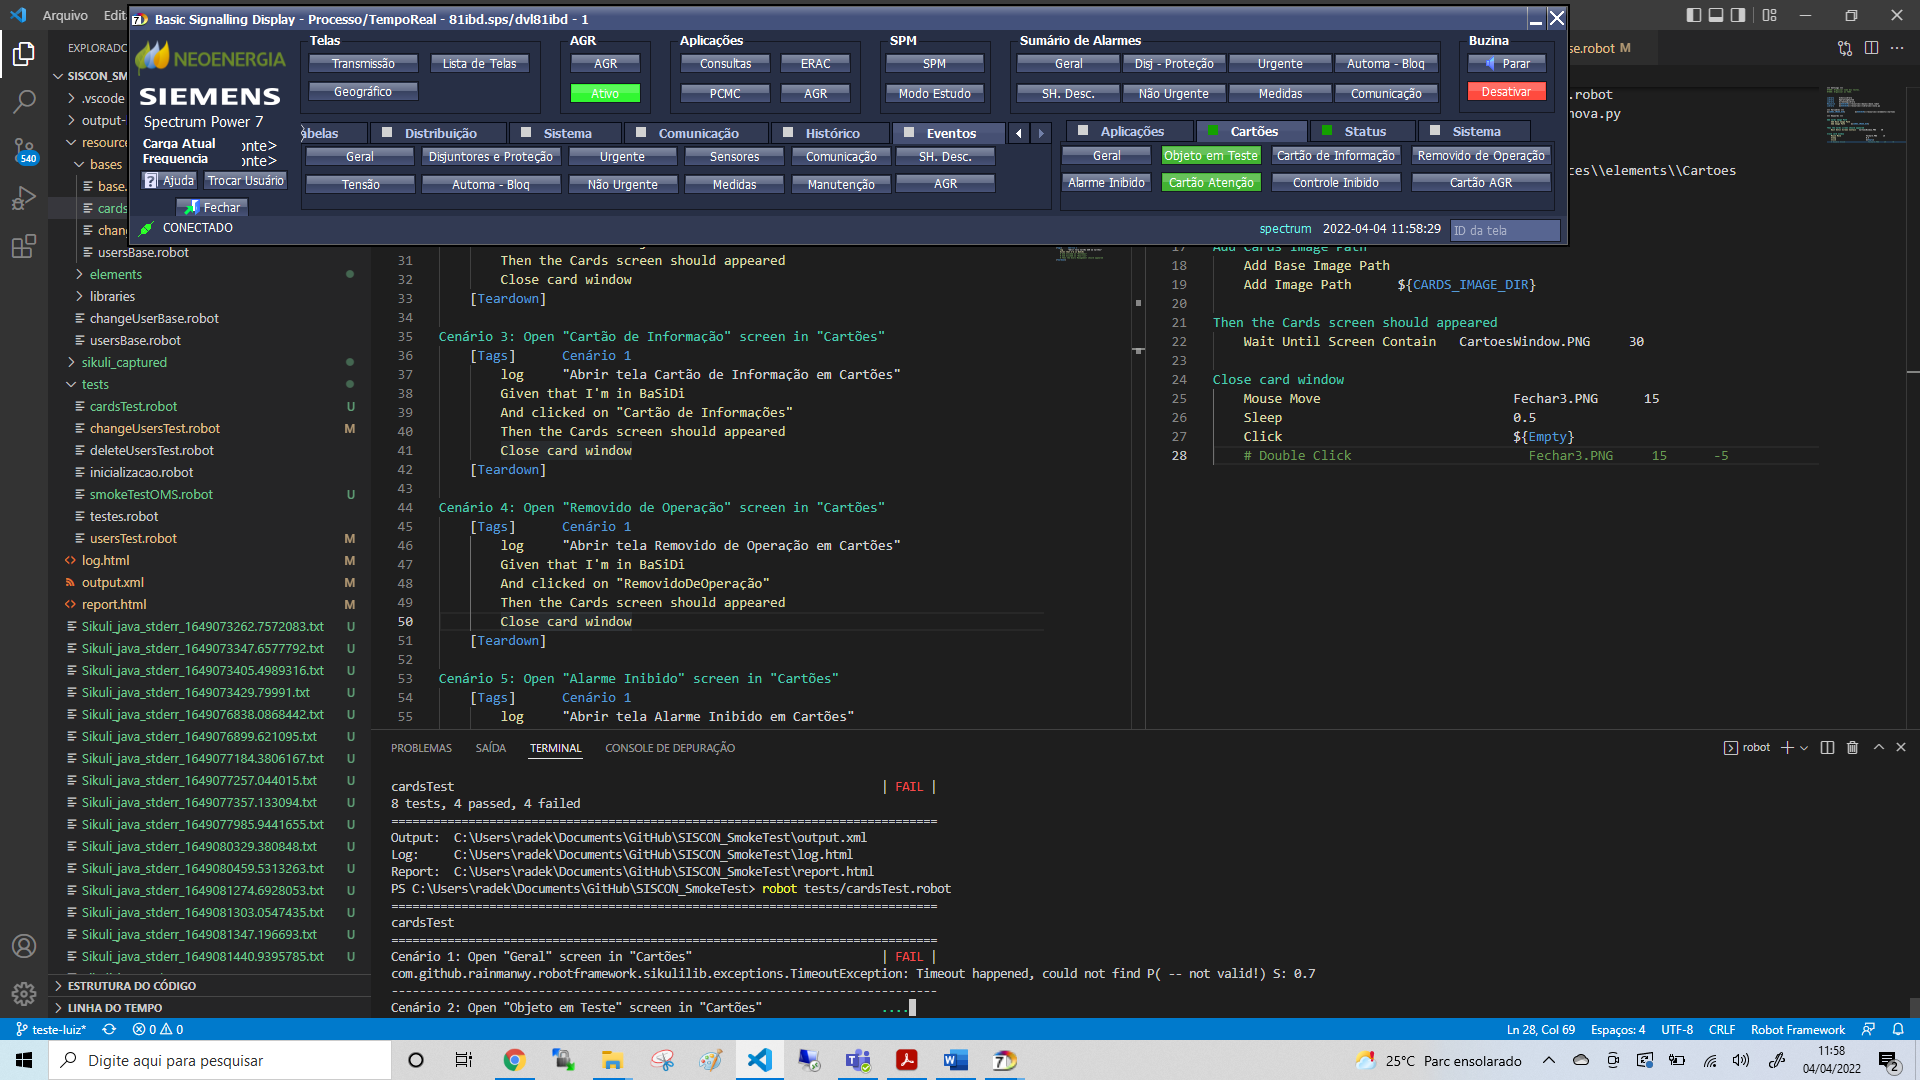 Arquivo
Basic Signalling Display - Processo/TempoReal - 81ibd.sps/dvl81ibd - 1
NEOENERGIA
SIEMENS
Spectrum Power 7
Carga Atual
Frequencia
onte>
onte>
Ajuda
Trocar Usuário
Fechar
CONECTADO
Telas
Transmissão
Lista de Telas
Geográfico
AGR
AGR
Ativo
Aplicações
Consultas
ERAC
PCMC
AGR
SPM
SPM
Modo Estudo
Sumário de Alarmes
Geral
Disj - Proteção
Urgente
Automa - Bloq
SH. Desc.
Não Urgente
Medidas
Comunicação
Buzina
Parar
Desativar
abelas
Distribuição
Sistema
Comunicação
Histórico
Eventos
Geral
Disjuntores e Proteção
Urgente
Sensores
Comunicação
SH. Desc.
Tensão
Automa - Bloq
Não Urgente
Medidas
Manutenção
AGR
Aplicações
Cartões
Status
Sistema
Geral
Objeto em Teste
Cartão de Informação
Removido de Operação
Alarme Inibido
Cartão Atenção
Controle Inibido
Cartão AGR
spectrum 2022-04-04 11:58:29
ID da tela
se.robot M
.robot
nova.py
ces\\elements\\Cartoes
EXPLORADO
SISCON_SM
.vscode
output-
resource
bases
base.
cards
chan
usersBase.robot
elements
libraries
changeUserBase.robot
usersBase.robot
sikuli_captured
tests
cardsTest.robot U
changeUsersTest.robot M
deleteUsersTest.robot
inicializacao.robot
smokeTestOMS.robot U
testes.robot
usersTest.robot M
log.html M
output.xml M
report.html M
Sikuli_java_stderr_1649073262.7572083.txt U
Sikuli_java_stderr_1649073347.6577792.txt U
Sikuli_java_stderr_1649073405.4989316.txt U
Sikuli_java_stderr_1649073429.79991.txt U
Sikuli_java_stderr_1649076838.0868442.txt U
Sikuli_java_stderr_1649076899.621095.txt U
Sikuli_java_stderr_1649077184.3806167.txt U
Sikuli_java_stderr_1649077257.044015.txt U
Sikuli_java_stderr_1649077357.133094.txt U
Sikuli_java_stderr_1649077985.9441655.txt U
Sikuli_java_stderr_1649080329.380848.txt U
Sikuli_java_stderr_1649080459.5313263.txt U
Sikuli_java_stderr_1649081274.6928053.txt U
Sikuli_java_stderr_1649081303.0547435.txt U
Sikuli_java_stderr_1649081347.196693.txt U
Sikuli_java_stderr_1649081440.9395785.txt U
ESTRUTURA DO CÓDIGO
LINHA DO TEMPO
540
31 Then the Cards screen should appeared
32 Close card window
33 [Teardown]
34
35 Cenário 3: Open "Cartão de Informação" screen in "Cartões"
36 [Tags] Cenário 1
37 log "Abrir tela Cartão de Informação em Cartões"
38 Given that I'm in BaSiDi
39 And clicked on "Cartão de Informações"
40 Then the Cards screen should appeared
41 Close card window
42 [Teardown]
43
44 Cenário 4: Open "Removido de Operação" screen in "Cartões"
45 [Tags] Cenário 1
46 log "Abrir tela Removido de Operação em Cartões"
47 Given that I'm in BaSiDi
48 And clicked on "RemovidoDeOperação"
49 Then the Cards screen should appeared
50 Close card window
51 [Teardown]
52
53 Cenário 5: Open "Alarme Inibido" screen in "Cartões"
54 [Tags] Cenário 1
55 log "Abrir tela Alarme Inibido em Cartões"
17 Add Cards Image Path
18 Add Base Image Path
19 Add Image Path ${CARDS_IMAGE_DIR}
20
21 Then the Cards screen should appeared
22 Wait Until Screen Contain CartoesWindow.PNG 30
23
24 Close card window
25 Mouse Move Fechar3.PNG 15
26 Sleep 0.5
27 Click ${Empty}
28 # Double Click Fechar3.PNG 15 -5
PROBLEMAS SAÍDA TERMINAL CONSOLE DE DEPURAÇÃO
robot
cardsTest | FAIL |
8 tests, 4 passed, 4 failed
==============================================================================
Output: C:\Users\radek\Documents\GitHub\SISCON_SmokeTest\output.xml
Log: C:\Users\radek\Documents\GitHub\SISCON_SmokeTest\log.html
Report: C:\Users\radek\Documents\GitHub\SISCON_SmokeTest\report.html
PS C:\Users\radek\Documents\GitHub\SISCON_SmokeTest> robot tests/cardsTest.robot
==============================================================================
cardsTest
==============================================================================
Cenário 1: Open "Geral" screen in "Cartões" | FAIL |
com.github.rainmanwy.robotframework.sikulilib.exceptions.TimeoutException: Timeout happened, could not find P( -- not valid!) S: 0.7
------------------------------------------------------------------------------
Cenário 2: Open "Objeto em Teste" screen in "Cartões" ....
teste-luiz* 0 0
Ln 28, Col 69 Espaços: 4 UTF-8 CRLF Robot Framework
Digite aqui para pesquisar
25°C Parc ensolarado
11:58
04/04/2022
2